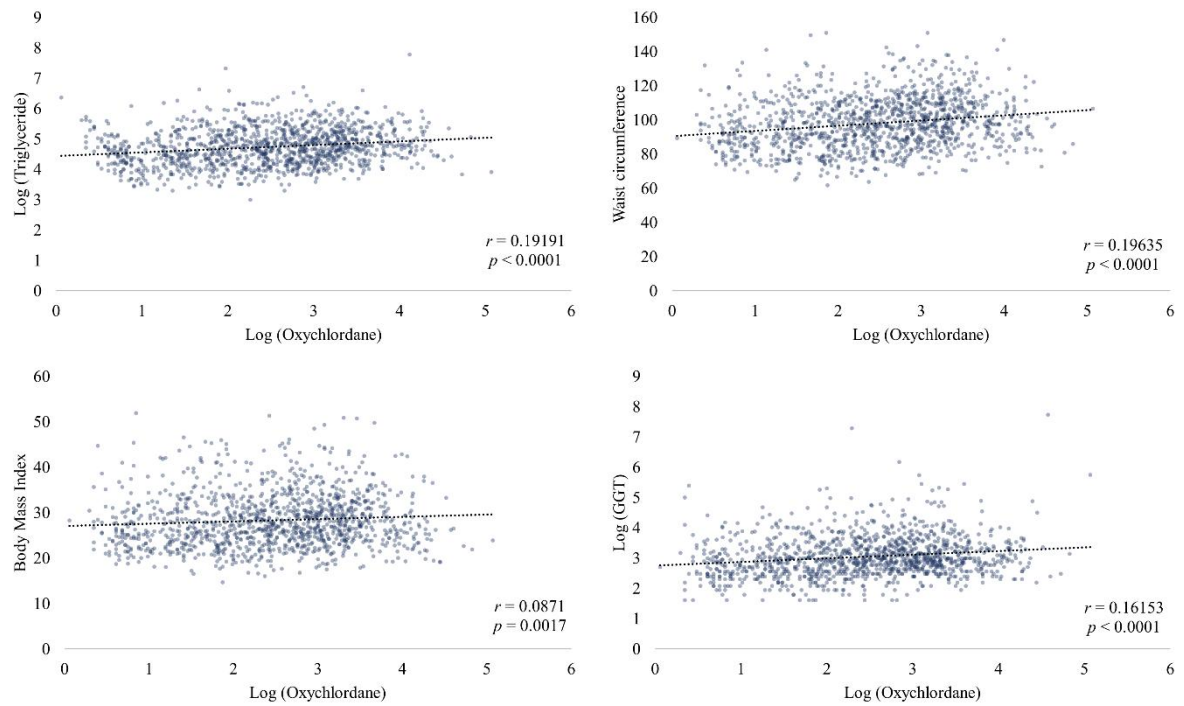 9
8
7
6
5
4
3
2
1
0
Log (Triglyceride)
0 1 2 3 4 5 6
Log (Oxychlordane)
r = 0.19191
p < 0.0001
160
140
120
100
80
60
40
20
0
Waist circumference
0 1 2 3 4 5 6
Log (Oxychlordane)
r = 0.19635
p < 0.0001
60
50
40
30
20
10
0
Body Mass Index
0 1 2 3 4 5 6
Log (Oxychlordane)
r = 0.0871
p = 0.0017
9
8
7
6
5
4
3
2
1
0
Log (GGT)
0 1 2 3 4 5 6
Log (Oxychlordane)
r = 0.16153
p < 0.0001